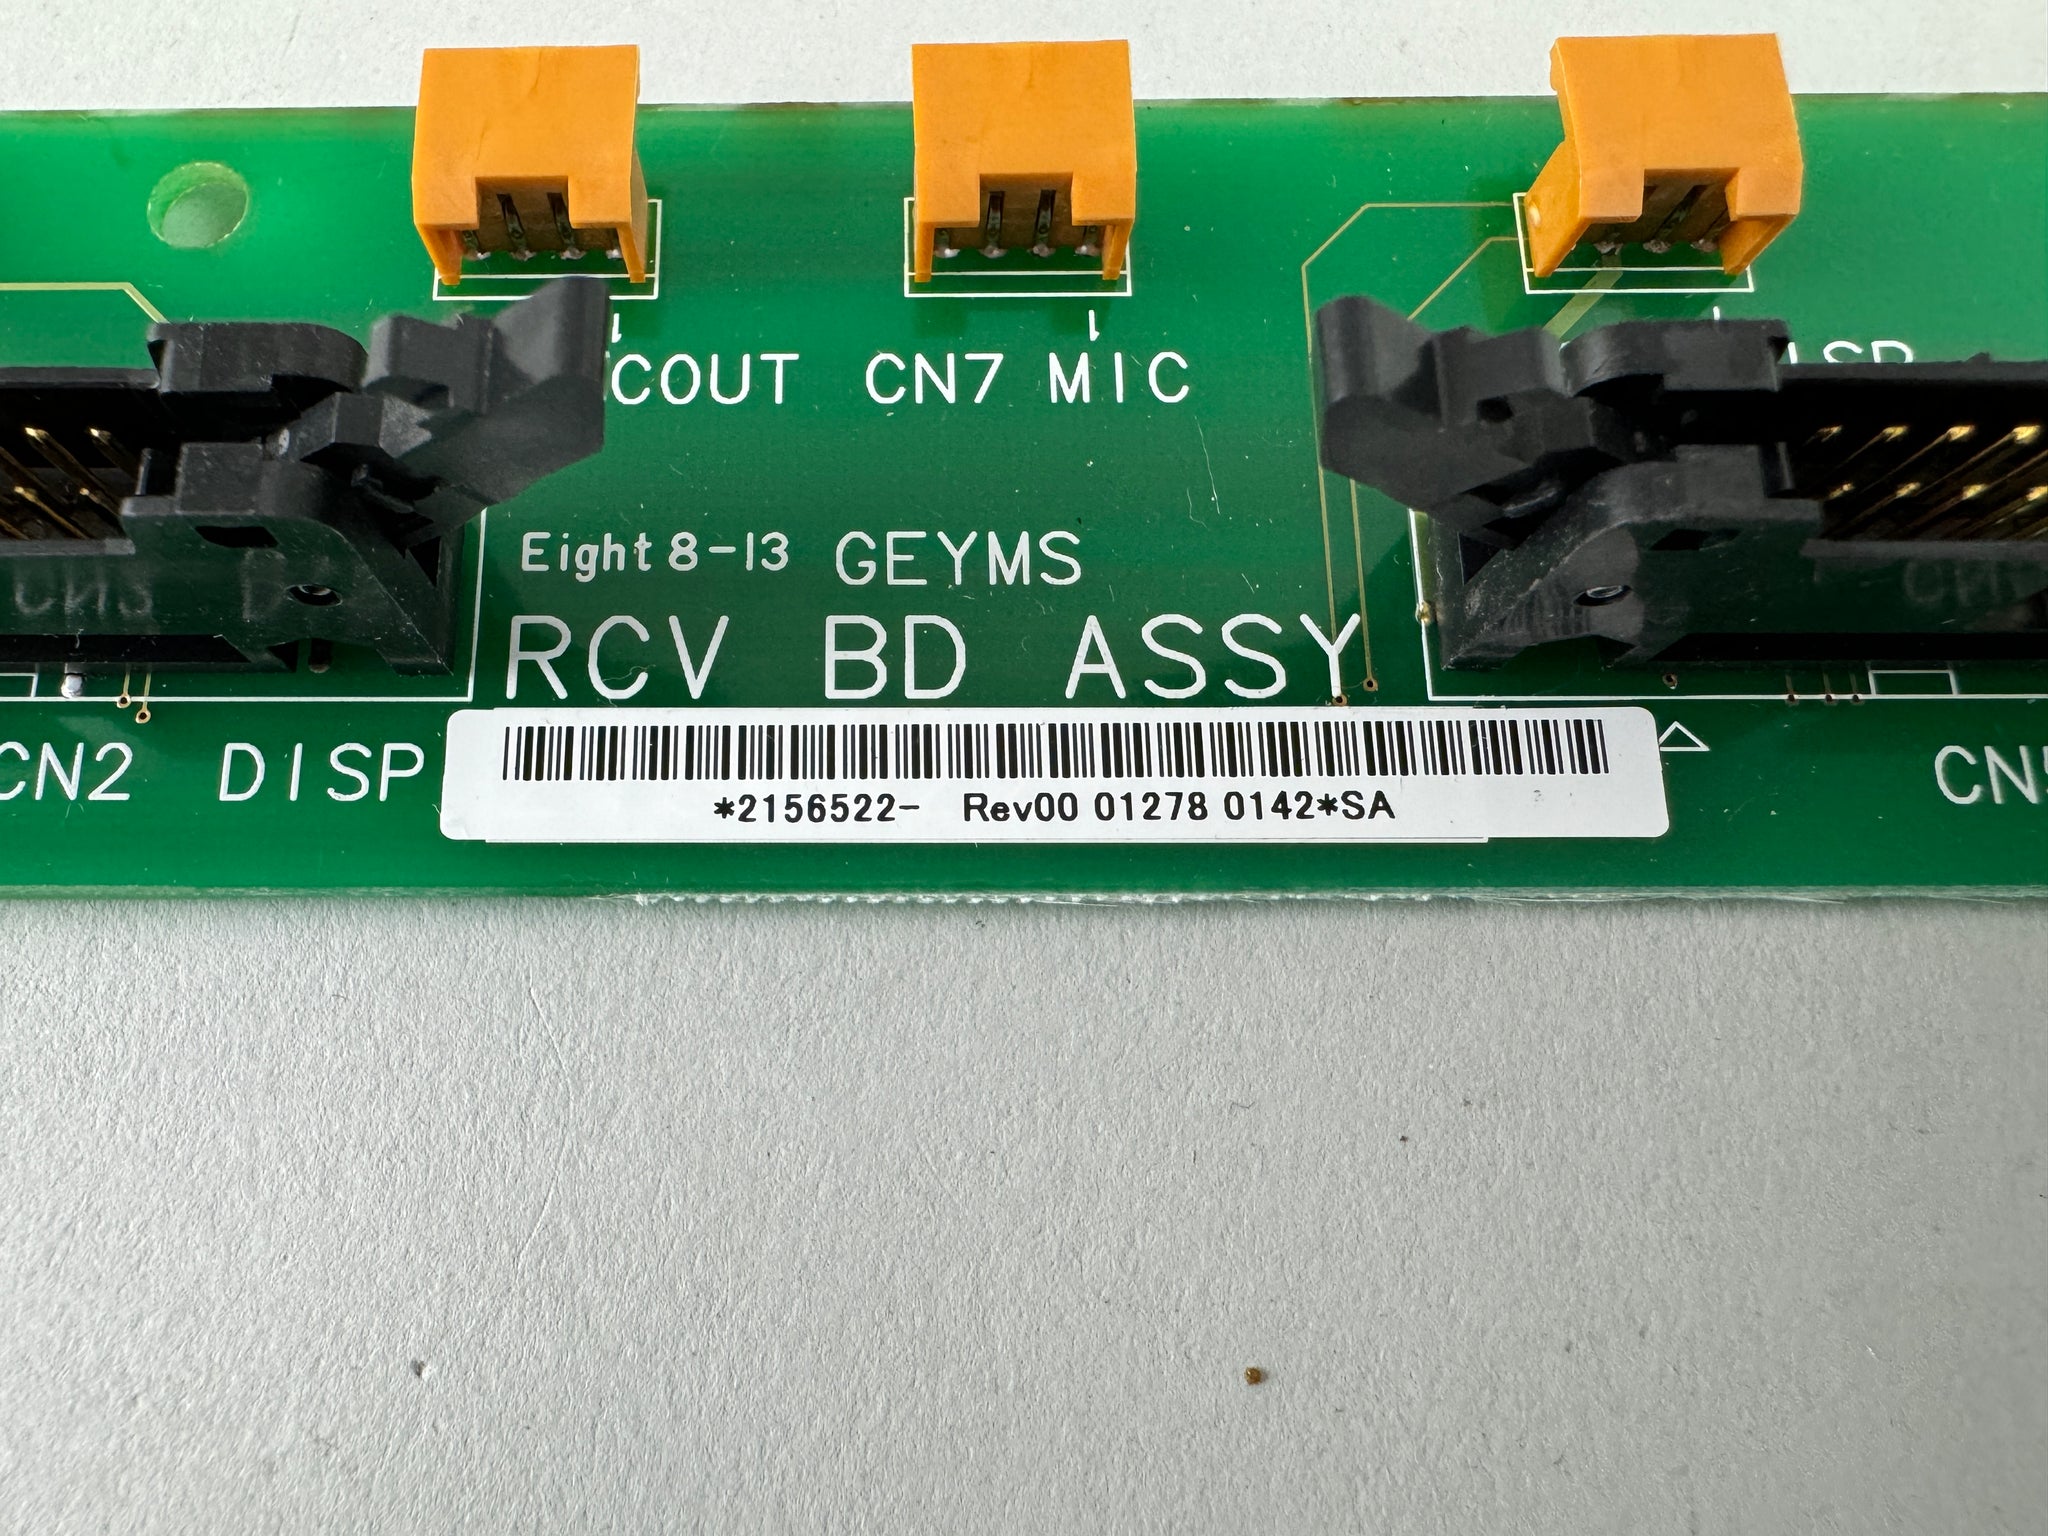 COUT CN7 MIC
Eight 8-13 GEYMS
RCV BD ASSY
CN2 DISP
*2156522- Rev00 01278 0142*SA